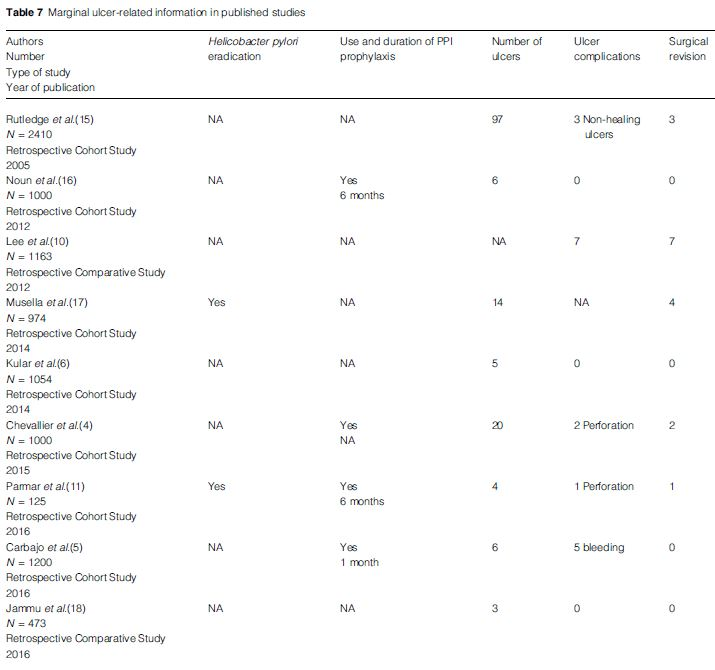 Table 7 Marginal ulcer-related information in published studies
Authors Helicobacter pylori Use and duration of PPI Number of Ulcer Surgical
Number eradication prophylaxis ulcers complications revision
Type of study
Year of publication
Rutledge et al.(15) NA NA 97 3 Non-healing 3
N = 2410 ulcers
Retrospective Cohort Study
2005
Noun et al.(16) NA Yes 6 0 0
N = 1000 6 months
Retrospective Cohort Study
2012
Lee et al.(10) NA NA NA 7 7
N = 1163
Retrospective Comparative Study
2012
Musella et al.(17) Yes NA 14 NA 4
N = 974
Retrospective Cohort Study
2014
Kular et al.(6) NA NA 5 0 0
N = 1054
Retrospective Cohort Study
2014
Chevallier et al.(4) NA Yes 20 2 Perforation 2
N = 1000 NA
Retrospective Cohort Study
2015
Parmar et al.(11) Yes Yes 4 1 Perforation 1
N = 125 6 months
Retrospective Cohort Study
2016
Carbajo et al.(5) NA Yes 6 5 bleeding 0
N = 1200 1 month
Retrospective Cohort Study
2016
Jammu et al.(18) NA NA 3 0 0
N = 473
Retrospective Comparative Study
2016